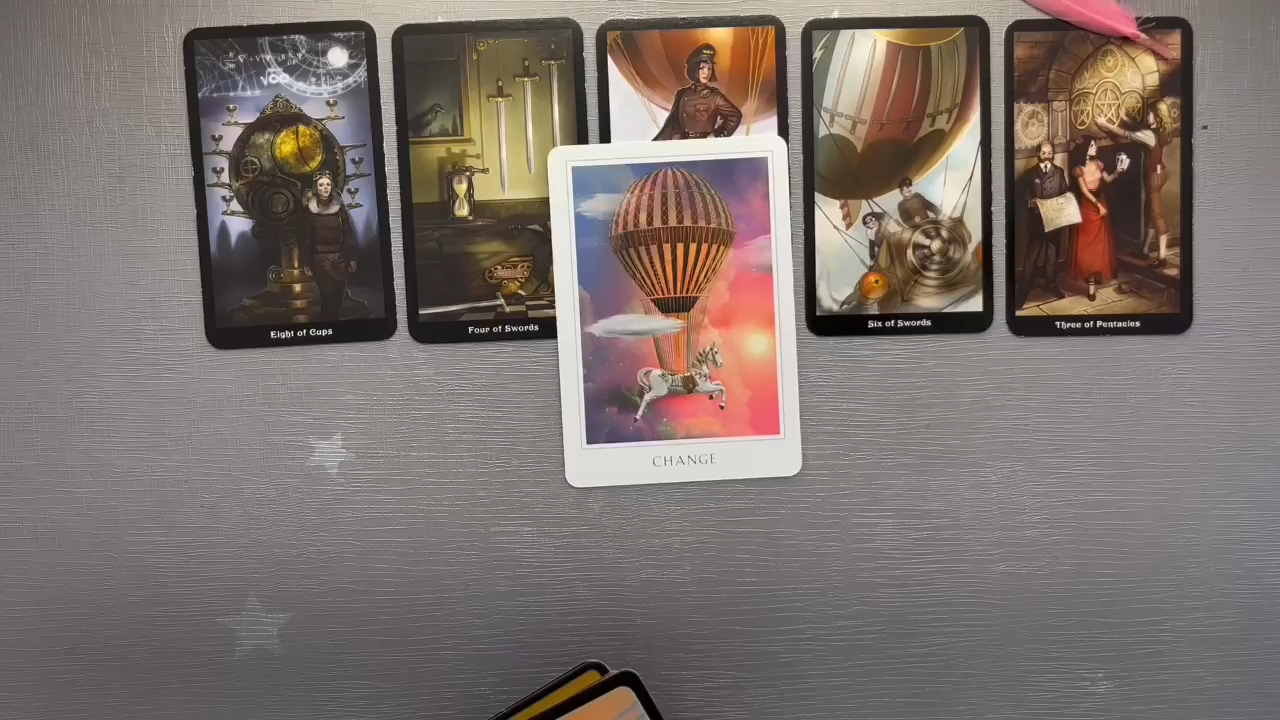 √∞
Eight of Cups
Four of Swords
Six of Swords
Three of Pentacles
CHANGE